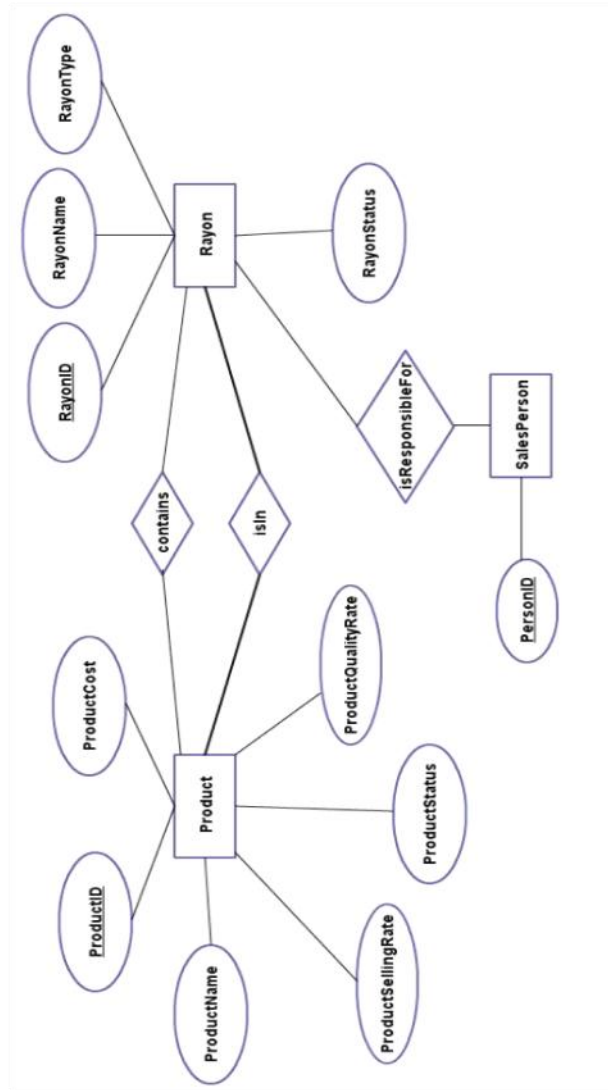 ProductID
ProductCost
RayonID
RayonName
RayonType
ProductName
Product
contains
Rayon
isIn
ProductSellingRate
ProductStatus
ProductQualityRate
isResponsibleFor
RayonStatus
PersonID
SalesPerson